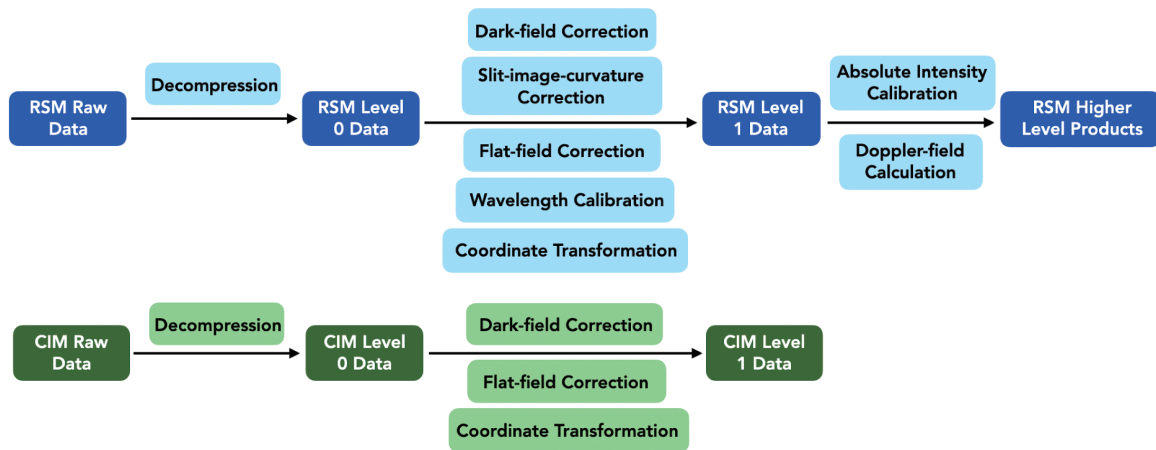 Dark-field Correction
Slit-image-curvature
Correction
Decompression
Absolute Intensity
Calibration
RSM Raw
Data
RSM Level
0 Data
RSM Level
1 Data
RSM Higher
Level Products
Flat-field Correction
Doppler-field
Calculation
Wavelength Calibration
Coordinate Transformation
Decompression
Dark-field Correction
CIM Raw
Data
CIM Level
0 Data
CIM Level
1 Data
Flat-field Correction
Coordinate Transformation